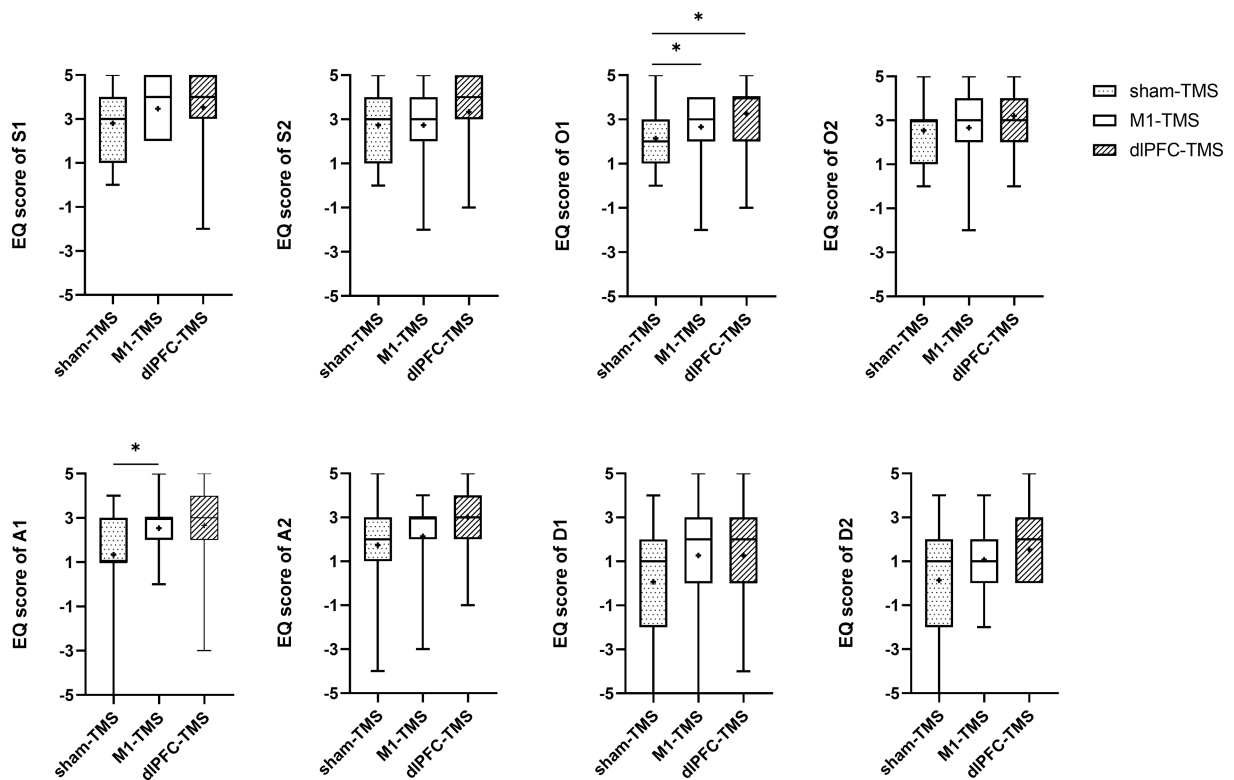 *
*
5
3
1
-1
-3
-5
EQ score of S1
sham-TMS
M1-TMS
dlPFC-TMS
5
3
1
-1
-3
-5
EQ score of S2
sham-TMS
M1-TMS
dlPFC-TMS
5
3
1
-1
-3
-5
EQ score of O1
sham-TMS
M1-TMS
dlPFC-TMS
5
3
1
-1
-3
-5
EQ score of O2
sham-TMS
M1-TMS
dlPFC-TMS
sham-TMS
M1-TMS
dlPFC-TMS
*
5
3
1
-1
-3
-5
EQ score of A1
sham-TMS
M1-TMS
dlPFC-TMS
5
3
1
-1
-3
-5
EQ score of A2
sham-TMS
M1-TMS
dlPFC-TMS
5
3
1
-1
-3
-5
EQ score of D1
sham-TMS
M1-TMS
dlPFC-TMS
5
3
1
-1
-3
-5
EQ score of D2
sham-TMS
M1-TMS
dlPFC-TMS